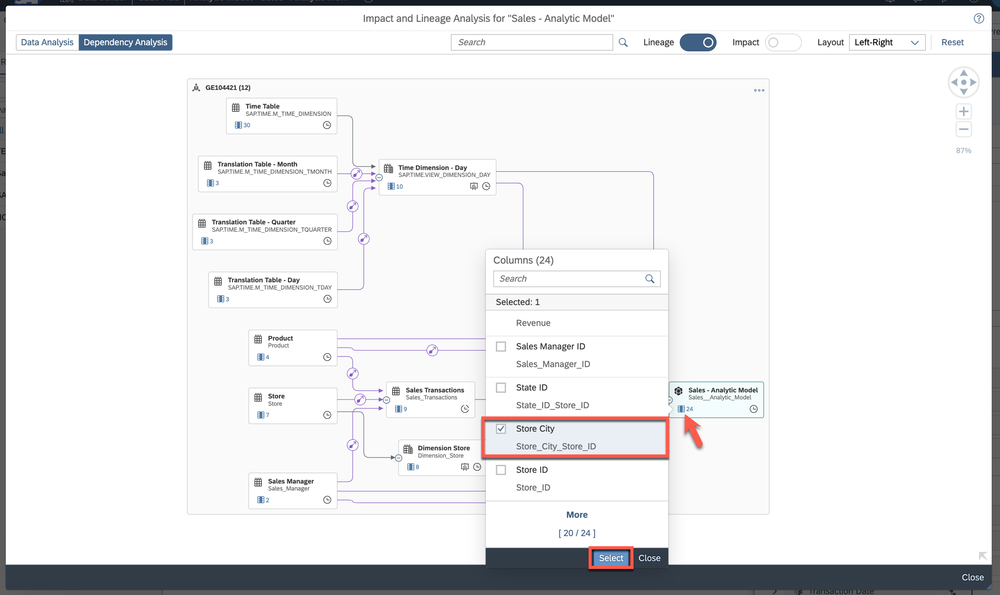 Impact and Lineage Analysis for "Sales - Analytic Model"
Data Analysis
Dependency Analysis
Search
Lineage
Impact
Layout
Left-Right
Reset
87%
GE104421 (12)
Time Table
SAP.TIME.M_TIME_DIMENSION
30
Translation Table - Month
SAP.TIME.M_TIME_DIMENSION_TMONTH
3
Time Dimension - Day
SAP.TIME.VIEW_DIMENSION_DAY
10
Translation Table - Quarter
SAP.TIME.M_TIME_DIMENSION_TQUARTER
3
Translation Table - Day
SAP.TIME.M_TIME_DIMENSION_TDAY
3
Product
Product
4
Store
Store
7
Sales Transactions
Sales_Transactions
9
Dimension Store
Dimension_Store
8
Sales Manager
Sales_Manager
2
Sales - Analytic Model
Sales__Analytic_Model
24
Columns (24)
Search
Selected: 1
Revenue
Sales Manager ID
Sales_Manager_ID
State ID
State_ID_Store_ID
Store City
Store_City_Store_ID
Store ID
Store_ID
More
[ 20 / 24 ]
Select
Close
Close
Transaction Date